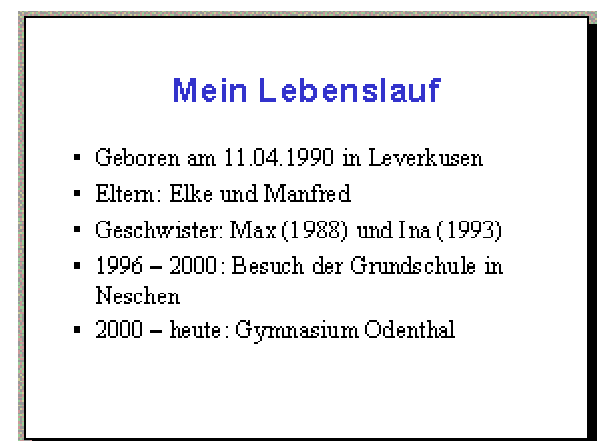 Mein Lebenslauf
▪ Geboren am 11.04.1990 in Leverkusen
▪ Eltern: Elke und Manfred
▪ Geschwister: Max (1988) und Ina (1993)
▪ 1996 – 2000: Besuch der Grundschule in
Neschen
▪ 2000 – heute: Gymnasium Odenthal